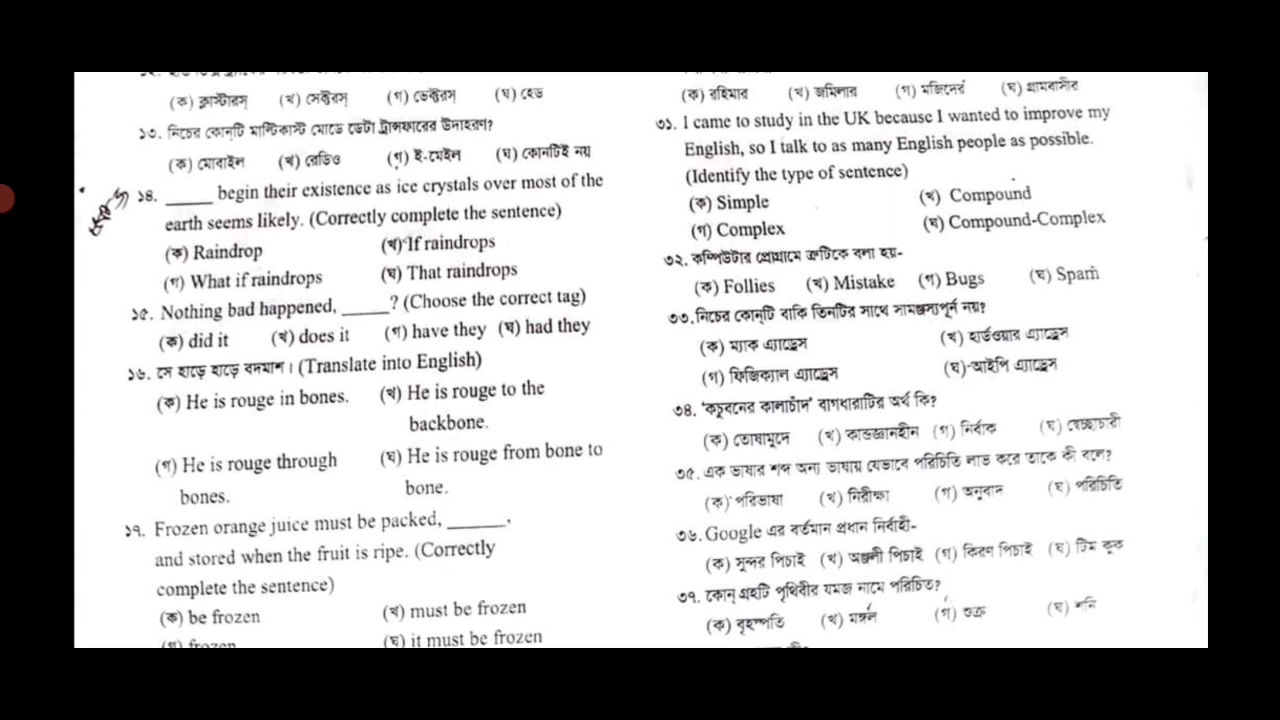 (ক) ক্লাস্টারস্ (খ) সেক্টরস্ (গ) ভেক্টরস্ (ঘ) হেড
১৩. নিচের কোন্‌টি মাল্টিকাস্ট মোডে ডেটা ট্রান্সফারের উদাহরণ?
(ক) মোবাইল (খ) রেডিও (গ) ই-মেইল (ঘ) কোনটিই নয়
১৪. _____ begin their existence as ice crystals over most of the
earth seems likely. (Correctly complete the sentence)
(ক) Raindrop (খ) If raindrops
(গ) What if raindrops (ঘ) That raindrops
১৫. Nothing bad happened, _____? (Choose the correct tag)
(ক) did it (খ) does it (গ) have they (ঘ) had they
১৬. সে হাড়ে হাড়ে বদমাশ। (Translate into English)
(ক) He is rouge in bones. (খ) He is rouge to the
backbone.
(গ) He is rouge through (ঘ) He is rouge from bone to
bones. bone.
১৭. Frozen orange juice must be packed, ______,
and stored when the fruit is ripe. (Correctly
complete the sentence)
(ক) be frozen (খ) must be frozen
(গ) frozen (ঘ) it must be frozen
(ক) রহিমার (খ) জমিলার (গ) মজিদের (ঘ) গ্রামবাসীর
৩১. I came to study in the UK because I wanted to improve my
English, so I talk to as many English people as possible.
(Identify the type of sentence)
(ক) Simple (খ) Compound
(গ) Complex (ঘ) Compound-Complex
৩২. কম্পিউটার প্রোগ্রামে ত্রুটিকে বলা হয়-
(ক) Follies (খ) Mistake (গ) Bugs (ঘ) Spam
৩৩. নিচের কোন্‌টি বাকি তিনটির সাথে সামঞ্জস্যপূর্ন নয়?
(ক) ম্যাক এ্যাড্রেস (খ) হার্ডওয়ার এ্যাড্রেস
(গ) ফিজিক্যাল এ্যাড্রেস (ঘ) আইপি এ্যাড্রেস
৩৪. 'কচুবনের কালাচাঁদ' বাগধারাটির অর্থ কি?
(ক) তোষামুদে (খ) কান্ডজ্ঞানহীন (গ) নির্বাক (ঘ) স্বেচ্ছাচারী
৩৫. এক ভাষার শব্দ অন্য ভাষায় যেভাবে পরিচিতি লাভ করে তাকে কী বলে?
(ক) পরিভাষা (খ) নিরীক্ষা (গ) অনুবাদ (ঘ) পরিচিতি
৩৬. Google এর বর্তমান প্রধান নির্বাহী-
(ক) সুন্দর পিচাই (খ) অঞ্জলী পিচাই (গ) কিরণ পিচাই (ঘ) টিম কুক
৩৭. কোন্ গ্রহটি পৃথিবীর যমজ নামে পরিচিত?
(ক) বৃহস্পতি (খ) মঙ্গল (গ) শুক্র (ঘ) শনি